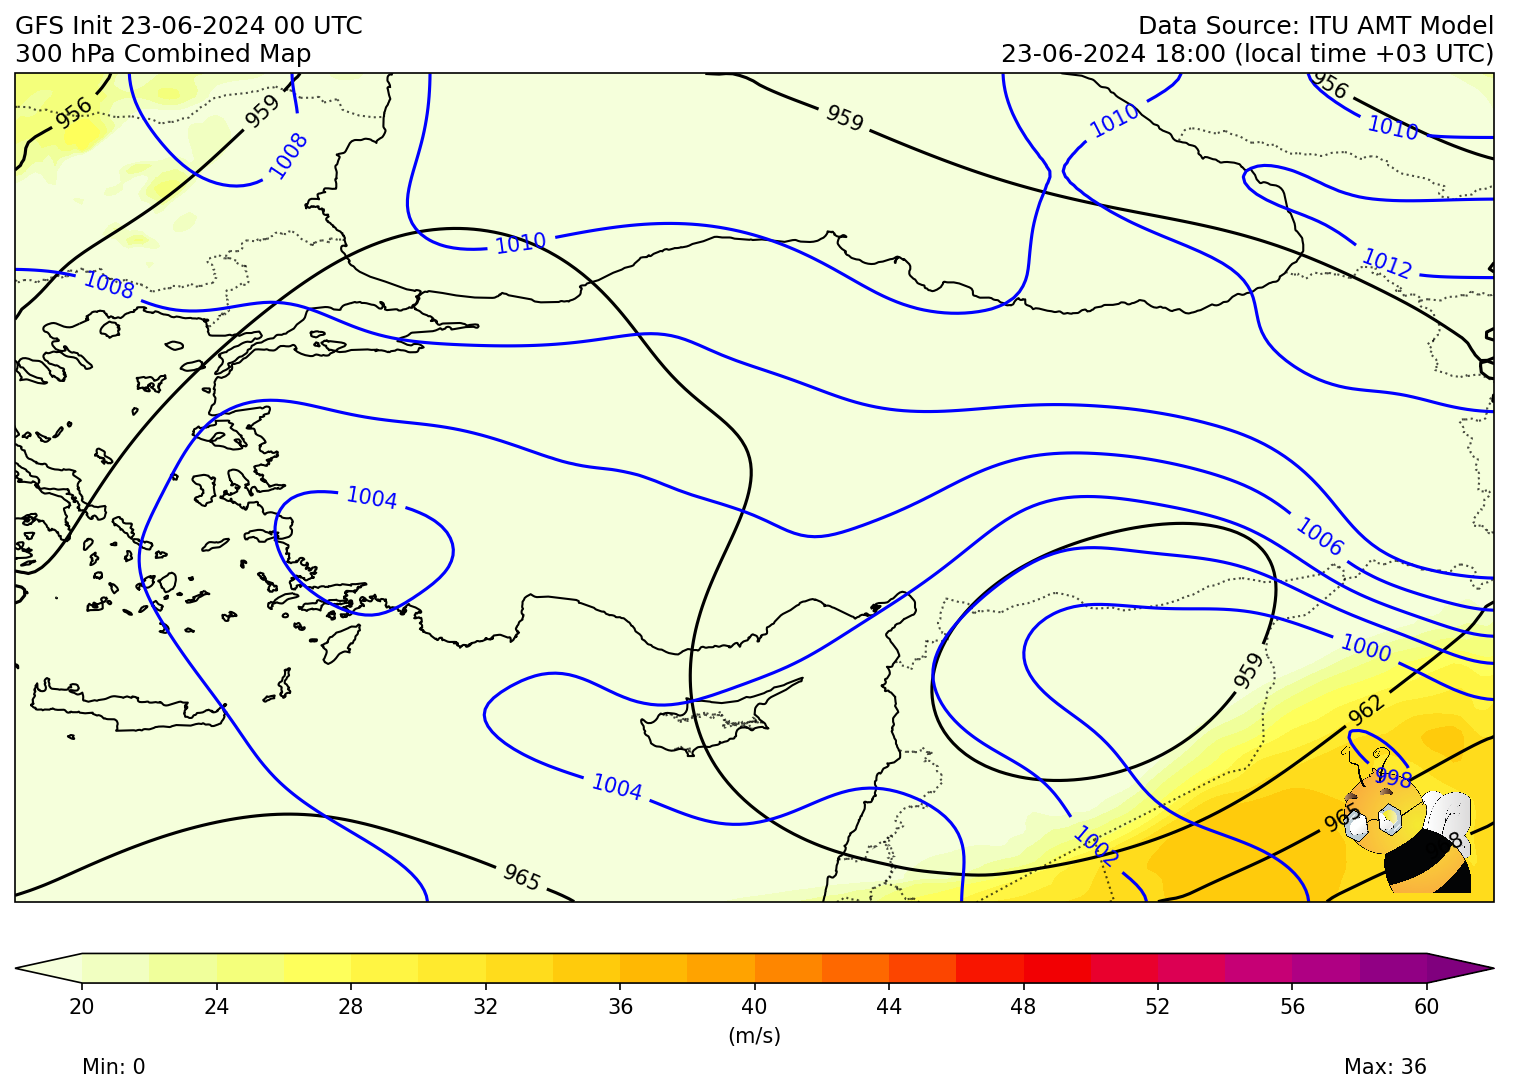 GFS Init 23-06-2024 00 UTC
300 hPa Combined Map
Data Source: ITU AMT Model
23-06-2024 18:00 (local time +03 UTC)
956
959
1008
959
1010
956
1010
1010
1008
1012
1004
1006
1000
959
962
1004
998
965
1002
965
20 24 28 32 36 40 44 48 52 56 60
(m/s)
Min: 0
Max: 36